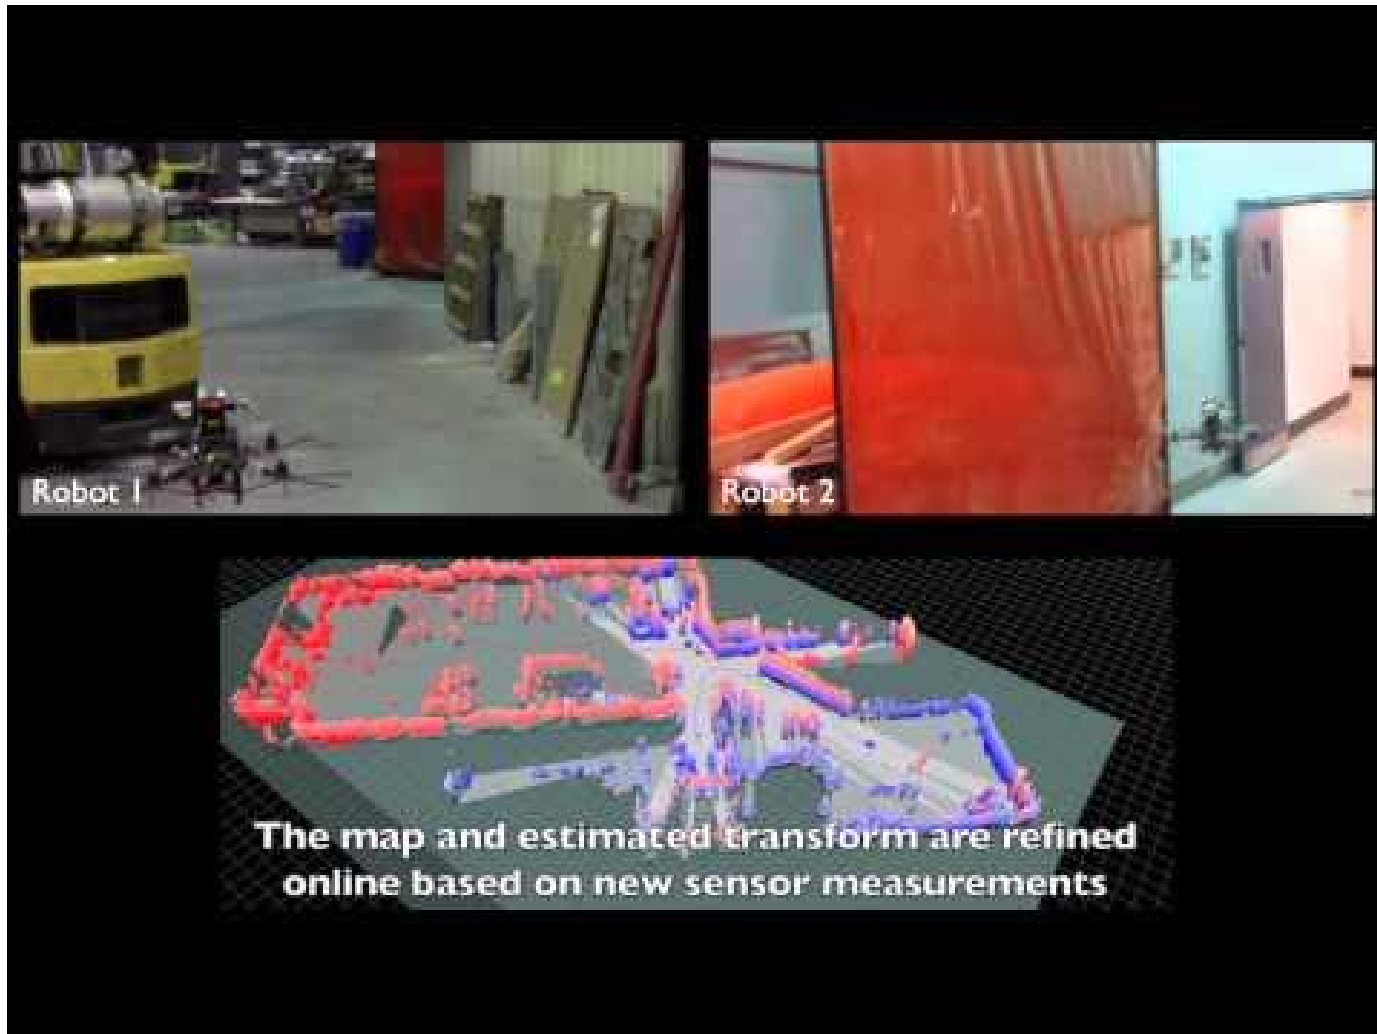 Robot 1
Robot 2
The map and estimated transform are refined
online based on new sensor measurements